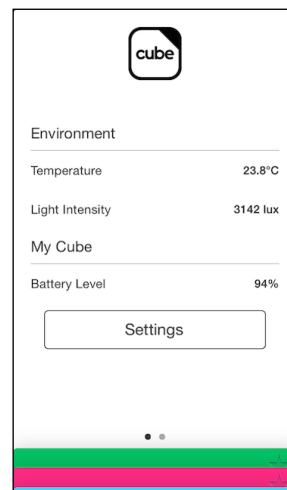 cube
Environment
Temperature 23.8°C
Light Intensity 3142 lux
My Cube
Battery Level 94%
Settings